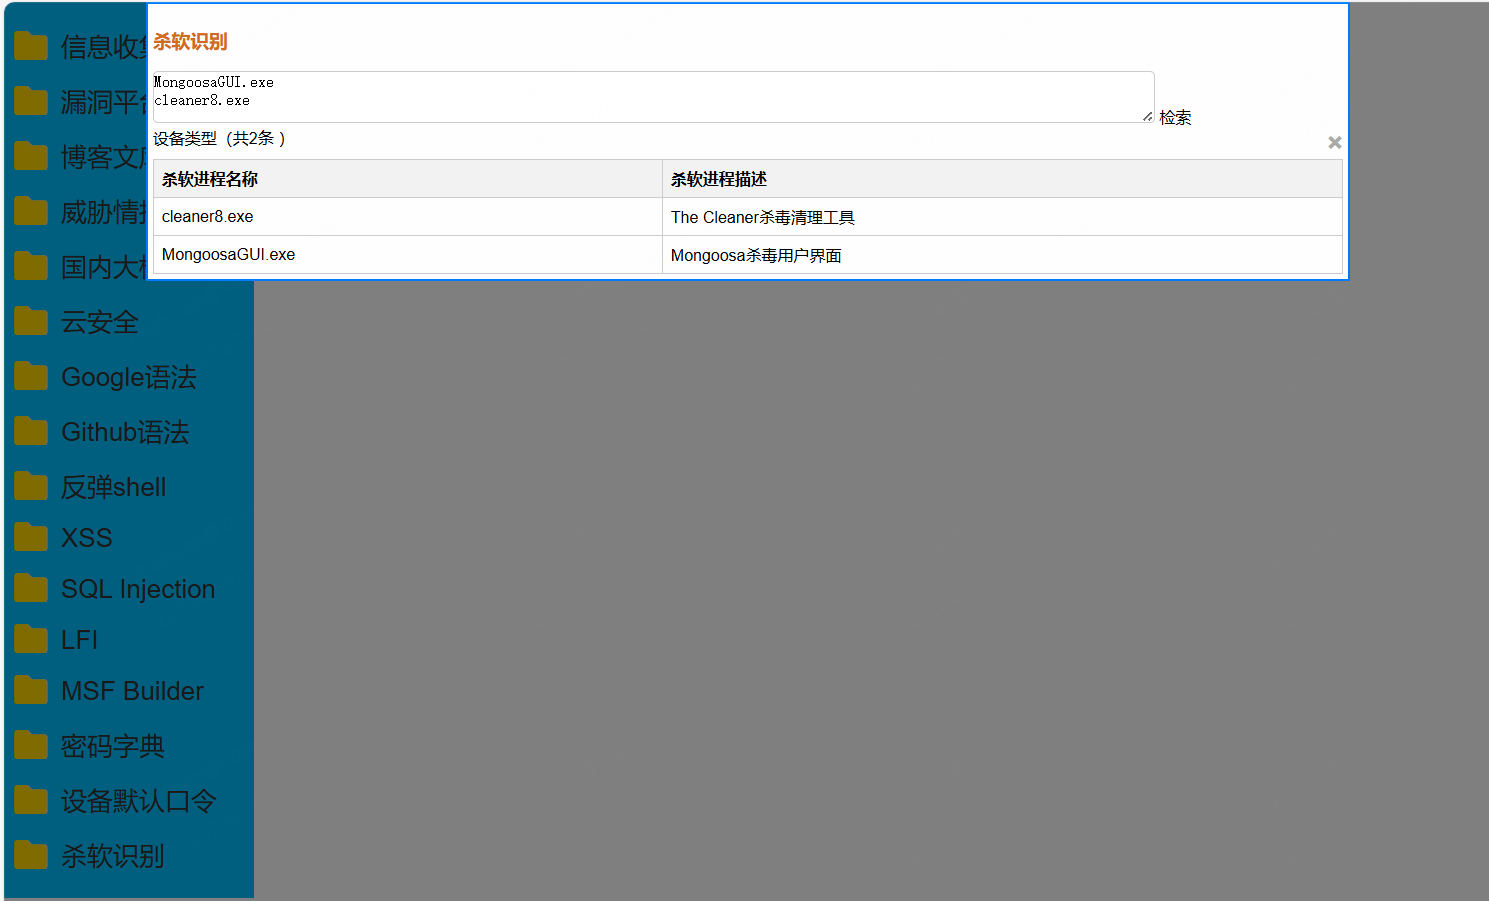 杀软识别
MongoosaGUI.exe
cleaner8.exe
检索
设备类型（共2条 ）
杀软进程名称 杀软进程描述
cleaner8.exe The Cleaner杀毒清理工具
MongoosaGUI.exe Mongoosa杀毒用户界面
信息收
漏洞平
博客文
威胁情
国内大
云安全
Google语法
Github语法
反弹shell
XSS
SQL Injection
LFI
MSF Builder
密码字典
设备默认口令
杀软识别